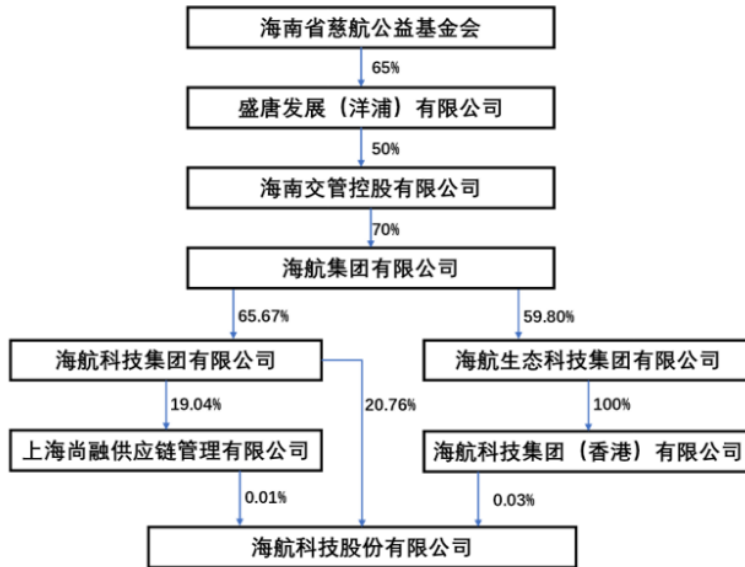 海南省慈航公益基金会
65%
盛唐发展（洋浦）有限公司
50%
海南交管控股有限公司
70%
海航集团有限公司
65.67%
59.80%
海航科技集团有限公司
海航生态科技集团有限公司
19.04%
20.76%
100%
上海尚融供应链管理有限公司
海航科技集团（香港）有限公司
0.01%
0.03%
海航科技股份有限公司